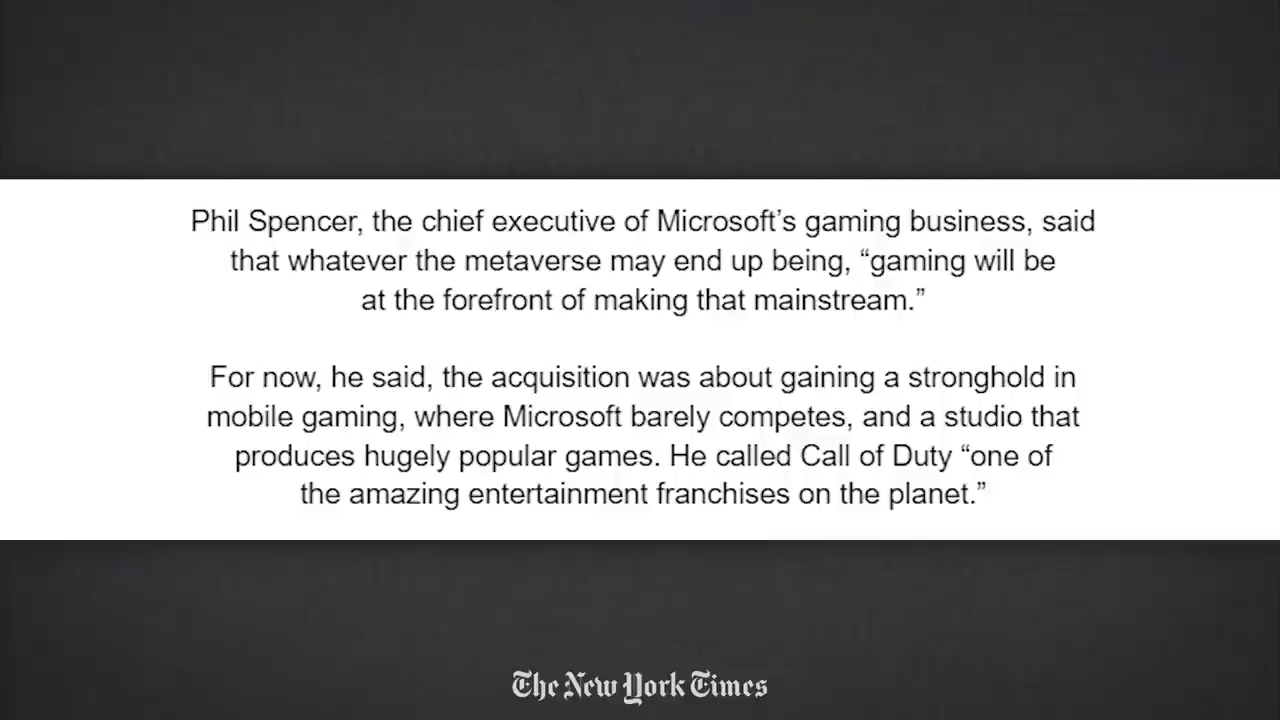 Phil Spencer, the chief executive of Microsoft’s gaming business, said
that whatever the metaverse may end up being, “gaming will be
at the forefront of making that mainstream.”
For now, he said, the acquisition was about gaining a stronghold in
mobile gaming, where Microsoft barely competes, and a studio that
produces hugely popular games. He called Call of Duty “one of
the amazing entertainment franchises on the planet.”
The New York Times